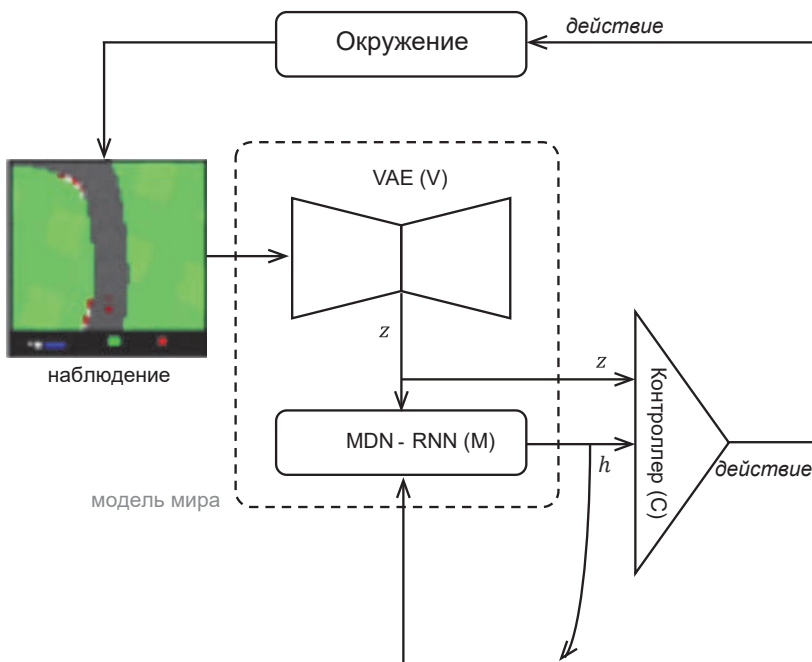 Окружение
действие
VAE (V)
наблюдение
z
z
Контроллер (C)
MDN - RNN (M)
h
действие
модель мира